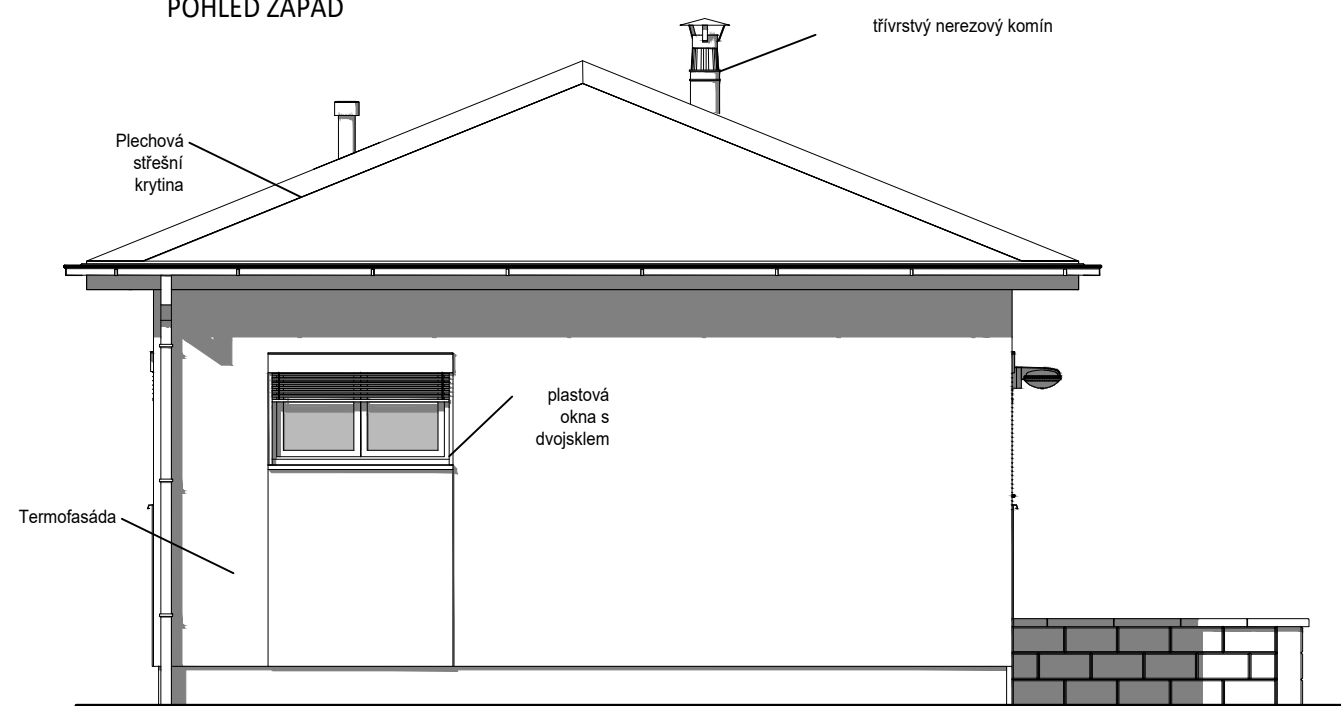 POHLED ZÁPAD
třívrstvý nerezový komín
Plechová
střešní
krytina
plastová
okna s
dvojsklem
Termofasáda